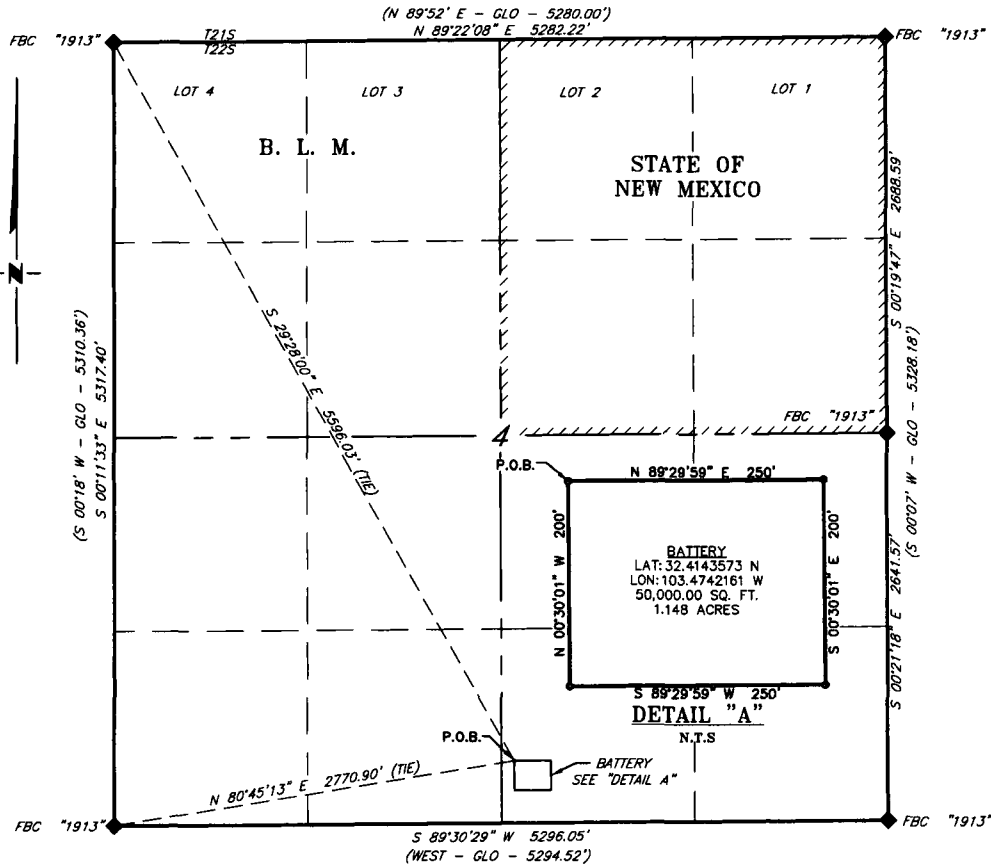 (N 89°52' E - GLO - 5280.00')
N 89°22'08" E 5282.22'
FBC "1913"
T21S
T22S
FBC "1913"
LOT 4
LOT 3
LOT 2
LOT 1
B. L. M.
STATE OF
NEW MEXICO
S 00°19'47" E 2688.59'
N
(S 00°18' W - GLO - 5310.36')
S 00°11'33" E 5317.40'
S 29°28'00" E 5596.03' (TIE)
(S 00°07' W - GLO - 5328.18')
FBC "1913"
4
P.O.B.
N 89°29'59" E 250'
N 00°30'01" W 200'
BATTERY
LAT: 32.4143573 N
LON: 103.4742161 W
50,000.00 SQ. FT.
1.148 ACRES
S 00°30'01" E 200'
S 00°21'18" E 2641.57'
S 89°29'59" W 250'
DETAIL "A"
N.T.S
P.O.B.
BATTERY
SEE "DETAIL A"
N 80°45'13" E 2770.90' (TIE)
FBC "1913"
FBC "1913"
S 89°30'29" W 5296.05'
(WEST - GLO - 5294.52')